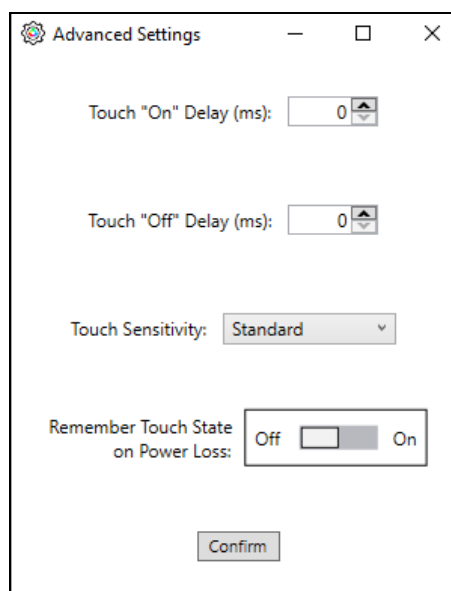 Advanced Settings
Touch "On" Delay (ms): 0
Touch "Off" Delay (ms): 0
Touch Sensitivity: Standard
Remember Touch State
on Power Loss:
Off On
Confirm